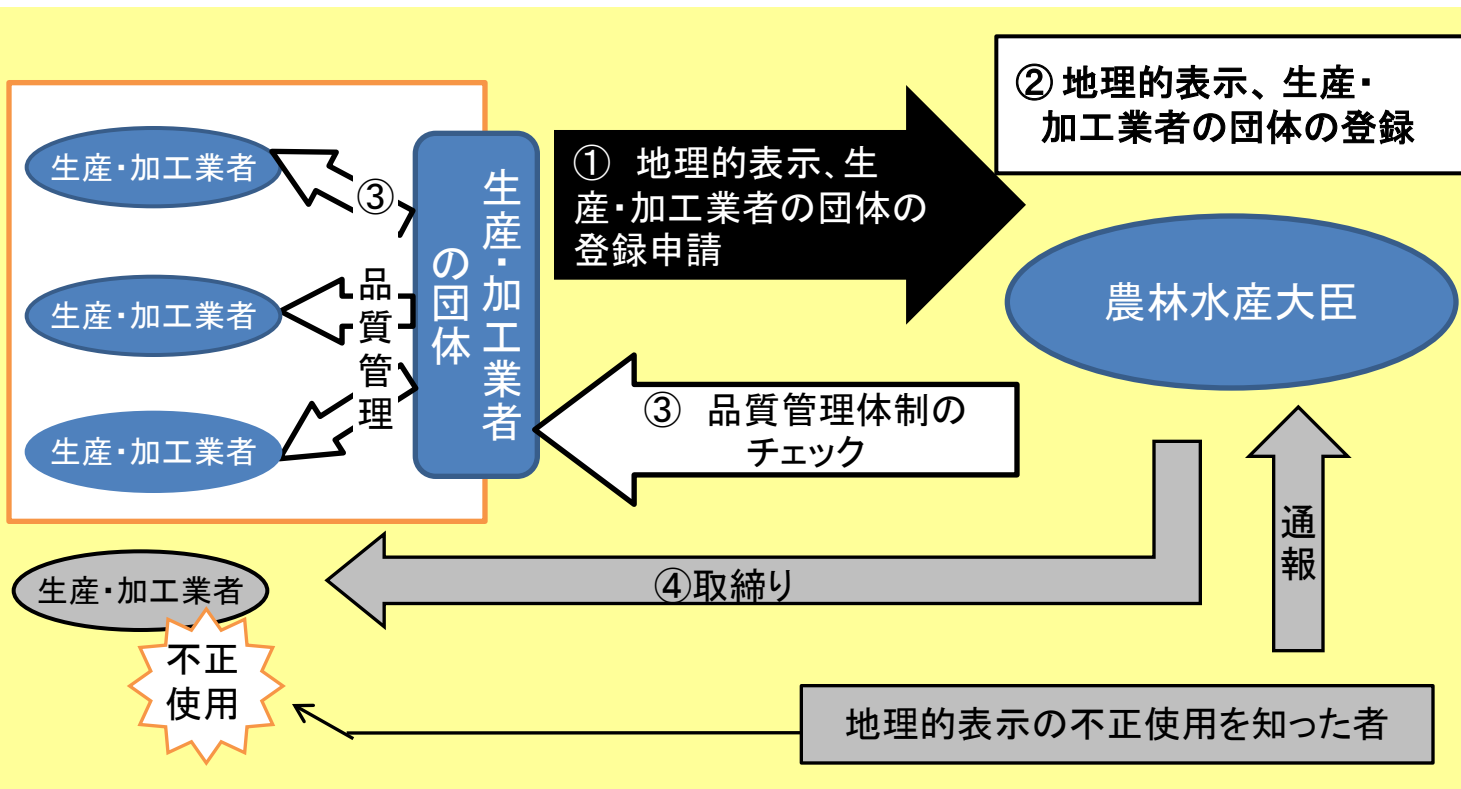 ② 地理的表示、生産・
加工業者の団体の登録
生産・加工業者
③
① 地理的表示、生
産・加工業者の団体の
登録申請
生産・加工業者
の団体
農林水産大臣
生産・加工業者
品質管理
③ 品質管理体制の
チェック
生産・加工業者
通報
④取締り
生産・加工業者
不正
使用
地理的表示の不正使用を知った者